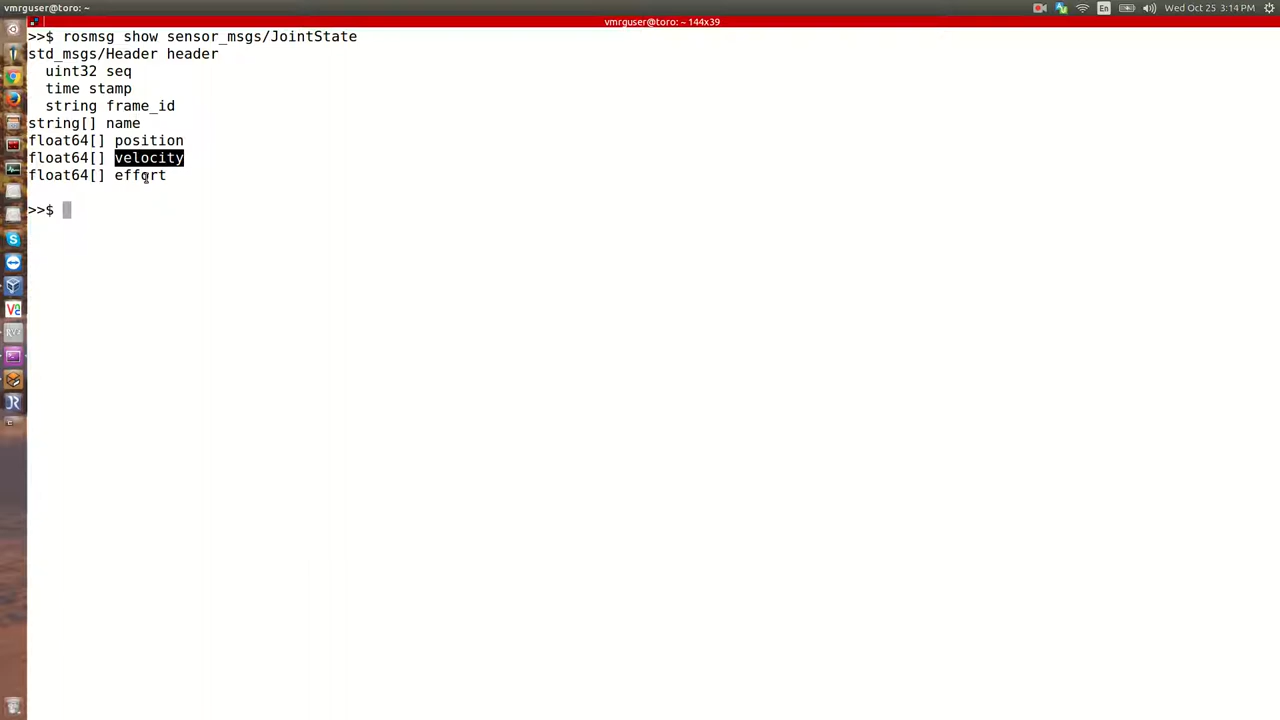 vmrguser@toro: ~
En
Wed Oct 25 3:14 PM
vmrguser@toro: ~ 144x39
>>$ rosmsg show sensor_msgs/JointState
std_msgs/Header header
  uint32 seq
  time stamp
  string frame_id
string[] name
float64[] position
float64[] velocity
float64[] effort
>>$